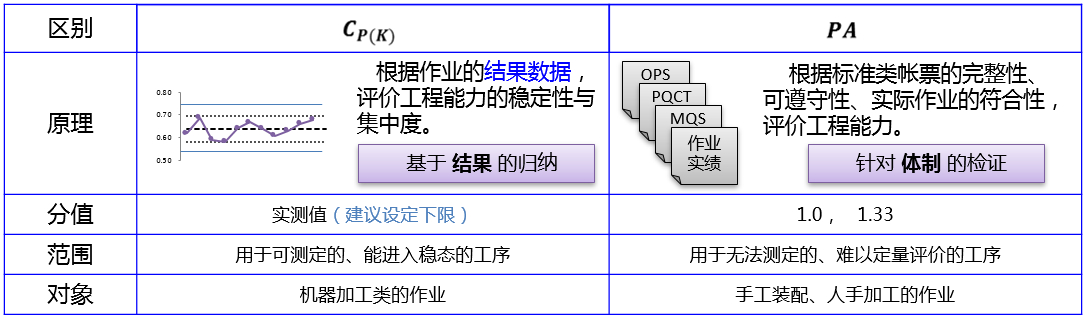 区别
C_P(K)
PA
原理
0.80
0.70
0.60
0.50
根据作业的结果数据，
评价工程能力的稳定性与
集中度。
基于 结果 的归纳
OPS
PQCT
MQS
作业
实绩
根据标准类帐票的完整性、
可遵守性、实际作业的符合性，
评价工程能力。
针对 体制 的检证
分值
实测值（建议设定下限）
1.0， 1.33
范围
用于可测定的、能进入稳态的工序
用于无法测定的、难以定量评价的工序
对象
机器加工类的作业
手工装配、人手加工的作业